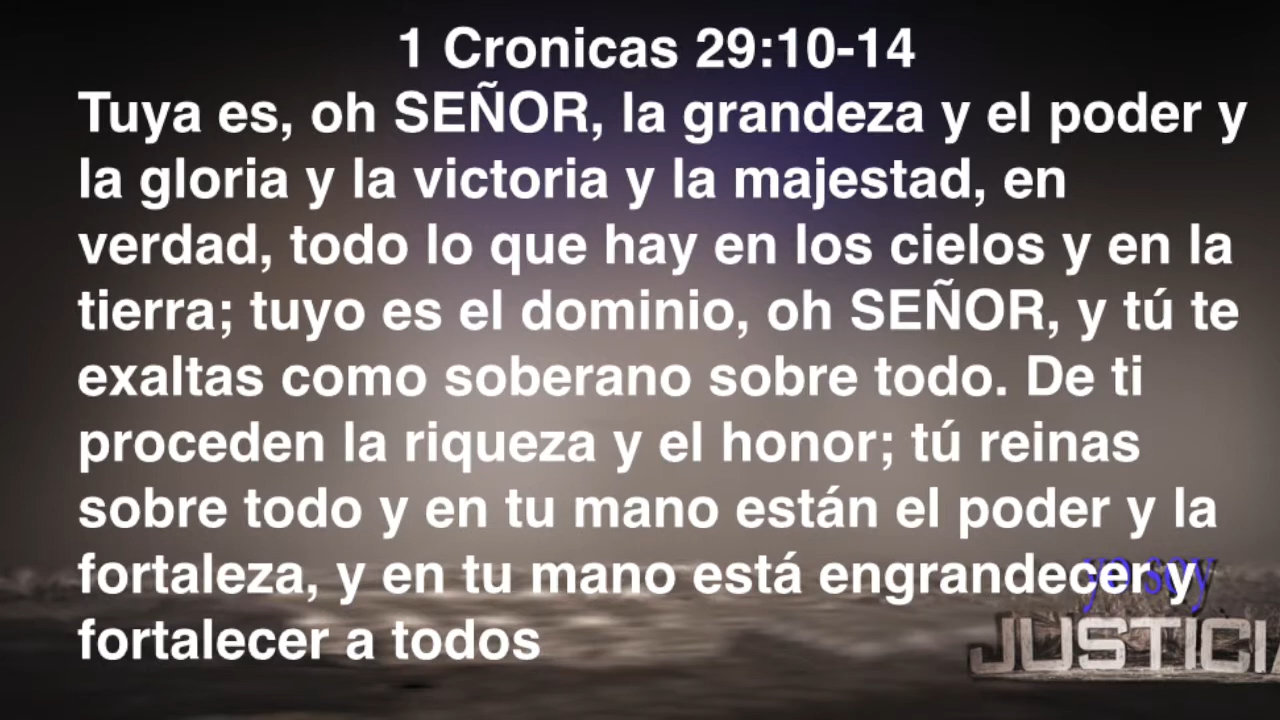 1 Cronicas 29:10-14
Tuya es, oh SEÑOR, la grandeza y el poder y
la gloria y la victoria y la majestad, en
verdad, todo lo que hay en los cielos y en la
tierra; tuyo es el dominio, oh SEÑOR, y tú te
exaltas como soberano sobre todo. De ti
proceden la riqueza y el honor; tú reinas
sobre todo y en tu mano están el poder y la
fortaleza, y en tu mano está engrandecer y
fortalecer a todos
yo soy
JUSTICIA